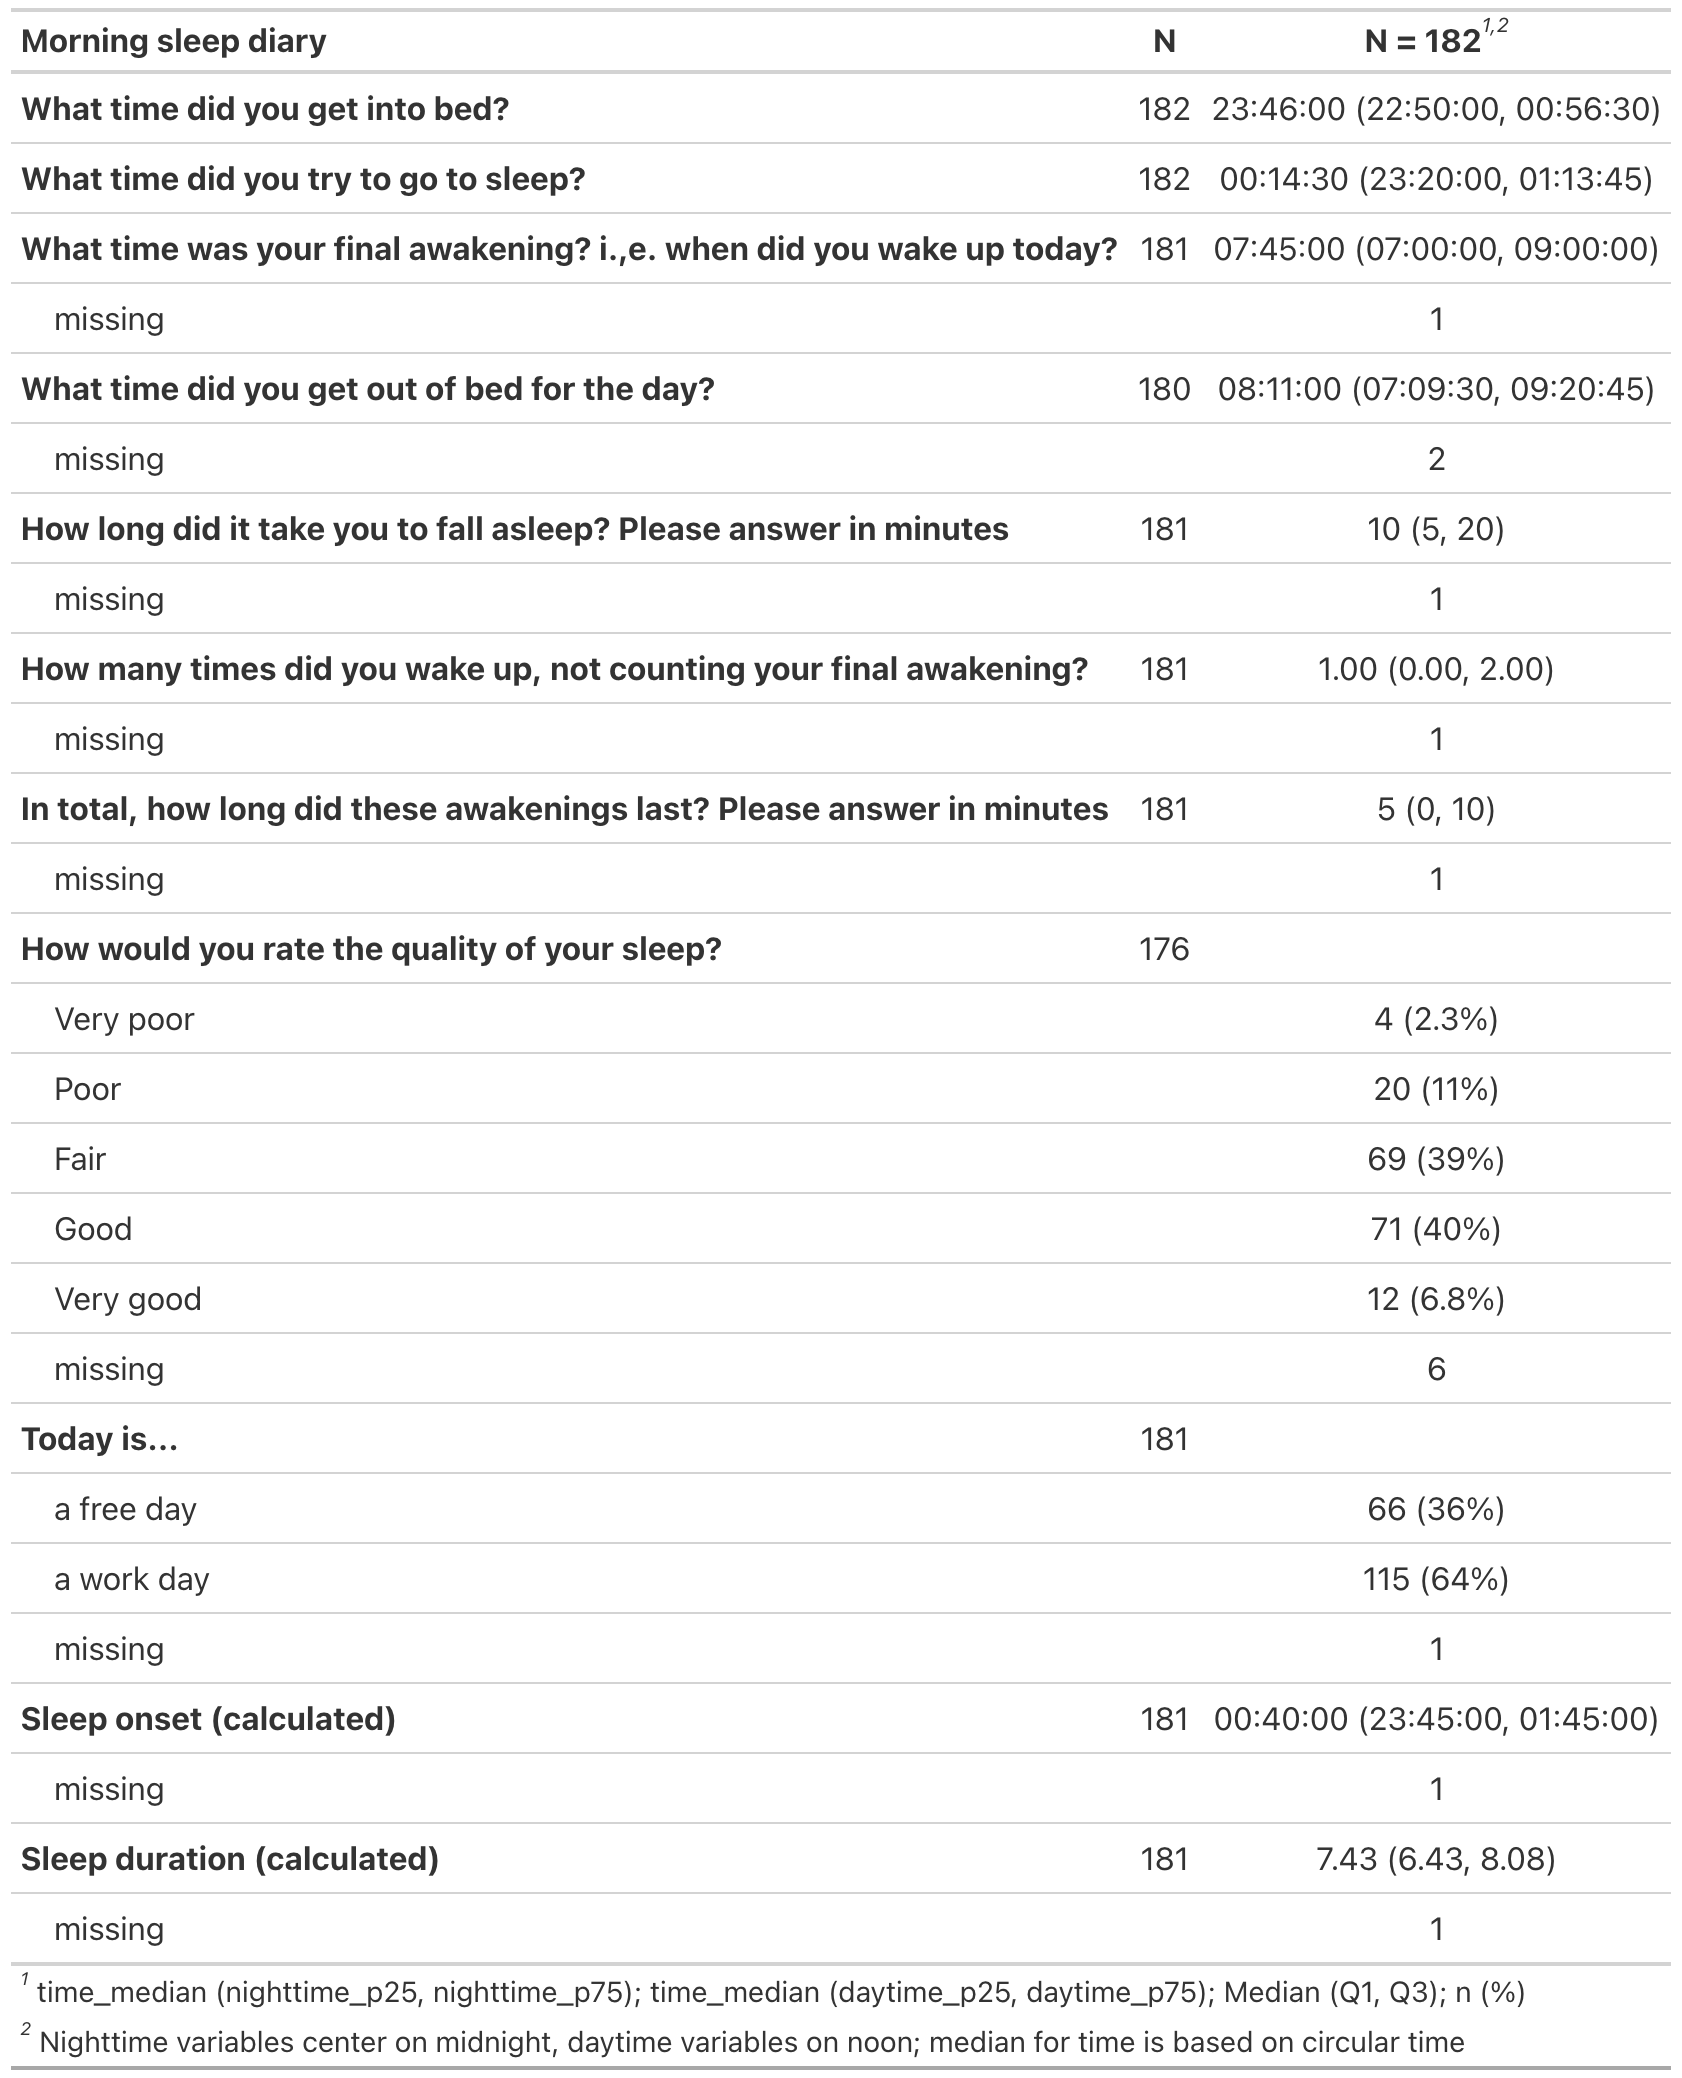 Morning sleep diary N N = 182 1,2
What time did you get into bed? 182 23:46:00 (22:50:00, 00:56:30)
What time did you try to go to sleep? 182 00:14:30 (23:20:00, 01:13:45)
What time was your final awakening? i.,e. when did you wake up today? 181 07:45:00 (07:00:00, 09:00:00)
missing 1
What time did you get out of bed for the day? 180 08:11:00 (07:09:30, 09:20:45)
missing 2
How long did it take you to fall asleep? Please answer in minutes 181 10 (5, 20)
missing 1
How many times did you wake up, not counting your final awakening? 181 1.00 (0.00, 2.00)
missing 1
In total, how long did these awakenings last? Please answer in minutes 181 5 (0, 10)
missing 1
How would you rate the quality of your sleep? 176
Very poor 4 (2.3%)
Poor 20 (11%)
Fair 69 (39%)
Good 71 (40%)
Very good 12 (6.8%)
missing 6
Today is... 181
a free day 66 (36%)
a work day 115 (64%)
missing 1
Sleep onset (calculated) 181 00:40:00 (23:45:00, 01:45:00)
missing 1
Sleep duration (calculated) 181 7.43 (6.43, 8.08)
missing 1
1 time_median (nighttime_p25, nighttime_p75); time_median (daytime_p25, daytime_p75); Median (Q1, Q3); n (%)
2 Nighttime variables center on midnight, daytime variables on noon; median for time is based on circular time